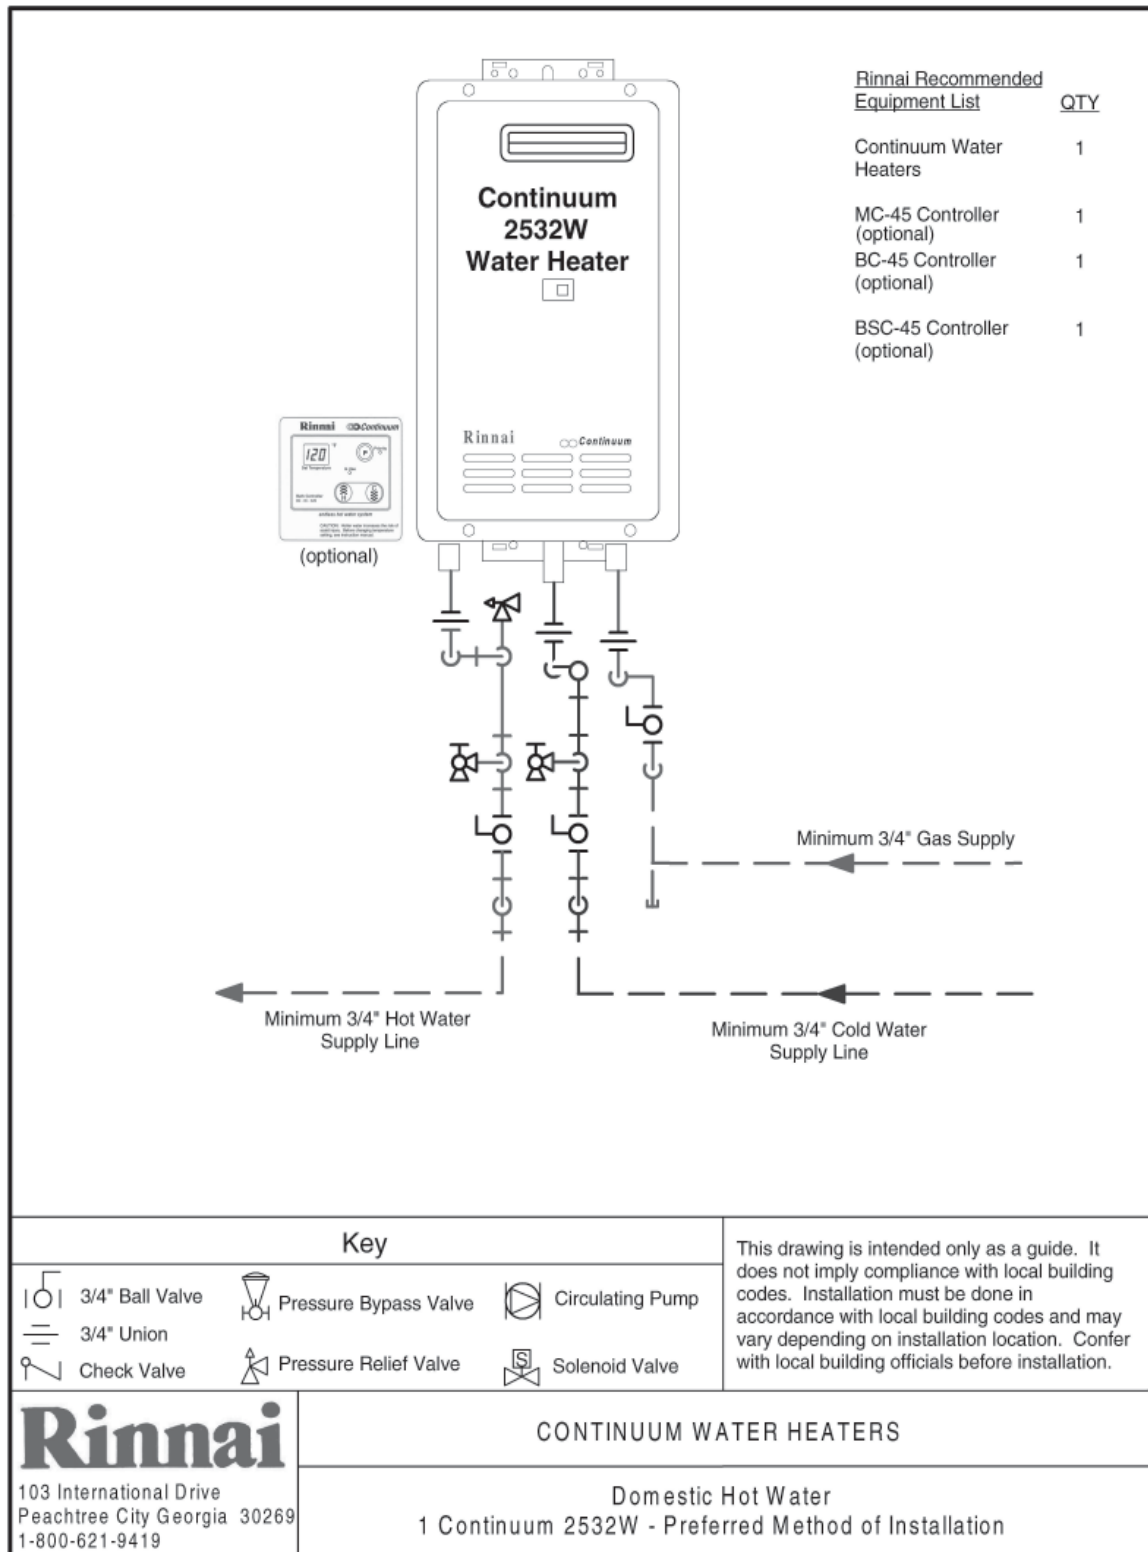 Rinnai Recommended
Equipment List QTY
Continuum Water 1
Heaters
MC-45 Controller 1
(optional)
BC-45 Controller 1
(optional)
BSC-45 Controller 1
(optional)
Continuum
2532W
Water Heater
Rinnai Continuum
Rinnai Continuum
120
(optional)
Minimum 3/4" Gas Supply
Minimum 3/4" Hot Water
Supply Line
Minimum 3/4" Cold Water
Supply Line
Key
3/4" Ball Valve
3/4" Union
Check Valve
Pressure Bypass Valve
Pressure Relief Valve
Circulating Pump
S
Solenoid Valve
This drawing is intended only as a guide. It
does not imply compliance with local building
codes. Installation must be done in
accordance with local building codes and may
vary depending on installation location. Confer
with local building officials before installation.
Rinnai
103 International Drive
Peachtree City Georgia 30269
1-800-621-9419
CONTINUUM WATER HEATERS
Domestic Hot Water
1 Continuum 2532W - Preferred Method of Installation